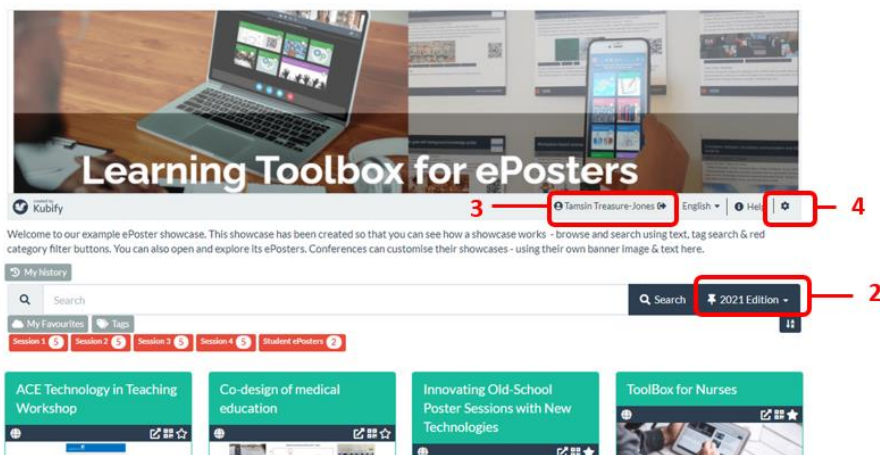 Learning Toolbox for ePosters
created by
Kubify
3
Tamsin Treasure-Jones
English
Help
4
Welcome to our example ePoster showcase. This showcase has been created so that you can see how a showcase works - browse and search using text, tag search & red
category filter buttons. You can also open and explore its ePosters. Conferences can customise their showcases - using their own banner image & text here.
My history
Search
Search
2021 Edition
2
My Favourites
Tags
Session 1 5
Session 2 5
Session 3 5
Session 4 5
Student ePosters 2
ACE Technology in Teaching
Workshop
Co-design of medical
education
Innovating Old-School
Poster Sessions with New
Technologies
ToolBox for Nurses